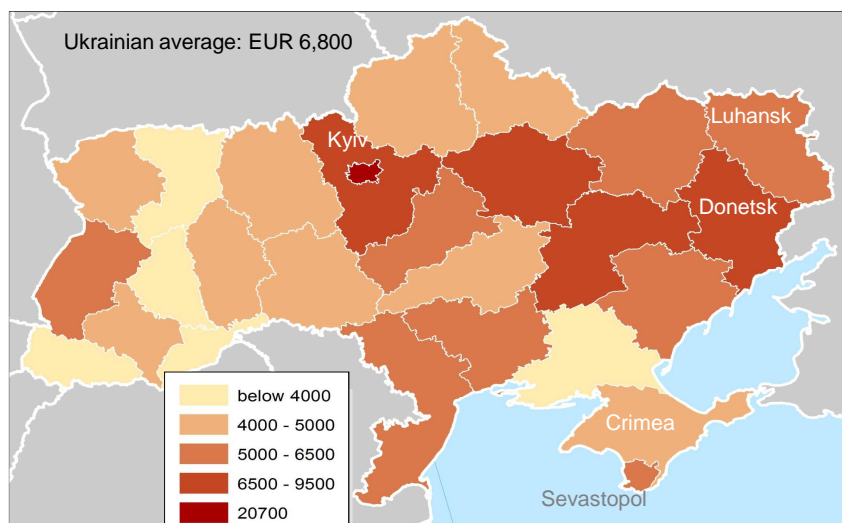 Ukrainian average: EUR 6,800
Luhansk
Kyiv
Donetsk
below 4000
4000 - 5000
5000 - 6500
6500 - 9500
20700
Crimea
Sevastopol